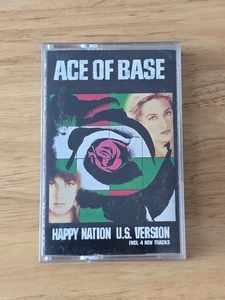 ACE OF BASE
HAPPY NATION U.S. VERSION
INCL. 4 NEW TRACKS